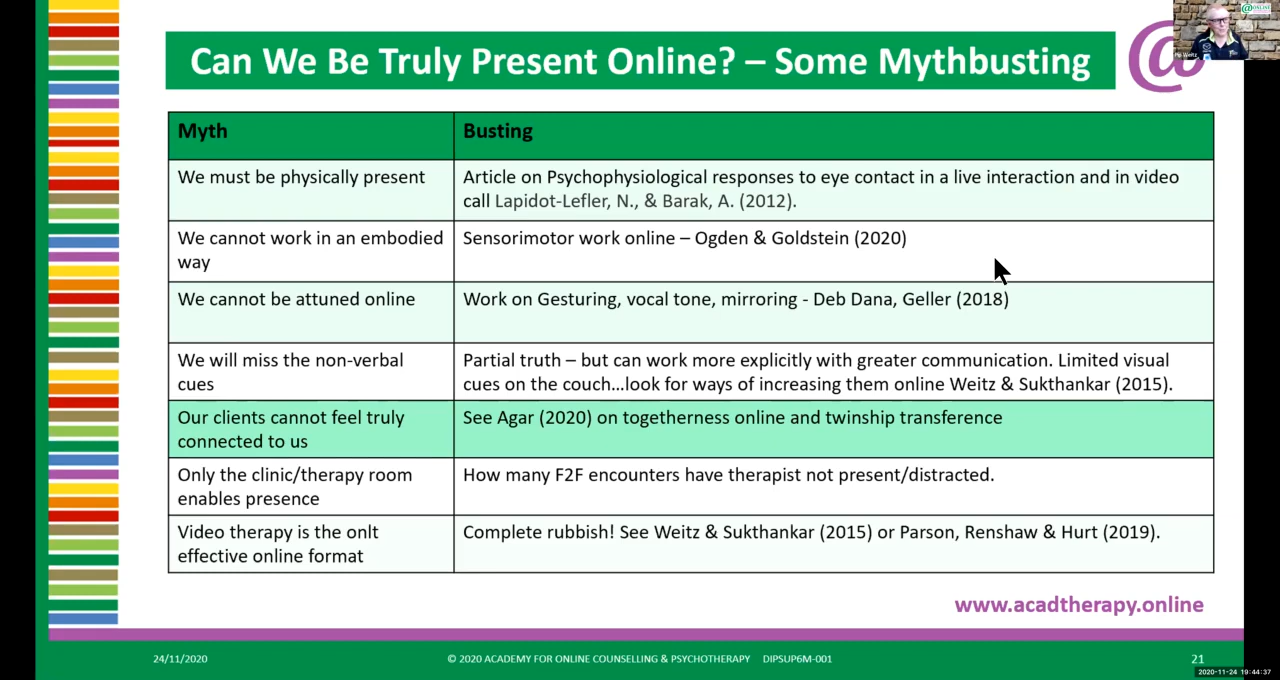 Can We Be Truly Present Online? – Some Mythbusting
@
@ONLINE
Myth
Busting
We must be physically present
Article on Psychophysiological responses to eye contact in a live interaction and in video
call Lapidot-Lefler, N., & Barak, A. (2012).
We cannot work in an embodied
way
Sensorimotor work online – Ogden & Goldstein (2020)
We cannot be attuned online
Work on Gesturing, vocal tone, mirroring - Deb Dana, Geller (2018)
We will miss the non-verbal
cues
Partial truth – but can work more explicitly with greater communication. Limited visual
cues on the couch...look for ways of increasing them online Weitz & Sukthankar (2015).
Our clients cannot feel truly
connected to us
See Agar (2020) on togetherness online and twinship transference
Only the clinic/therapy room
enables presence
How many F2F encounters have therapist not present/distracted.
Video therapy is the onlt
effective online format
Complete rubbish! See Weitz & Sukthankar (2015) or Parson, Renshaw & Hurt (2019).
www.acadtherapy.online
24/11/2020
© 2020 ACADEMY FOR ONLINE COUNSELLING & PSYCHOTHERAPY DIPSUP6M-001
21
2020-11-24 19:44:37